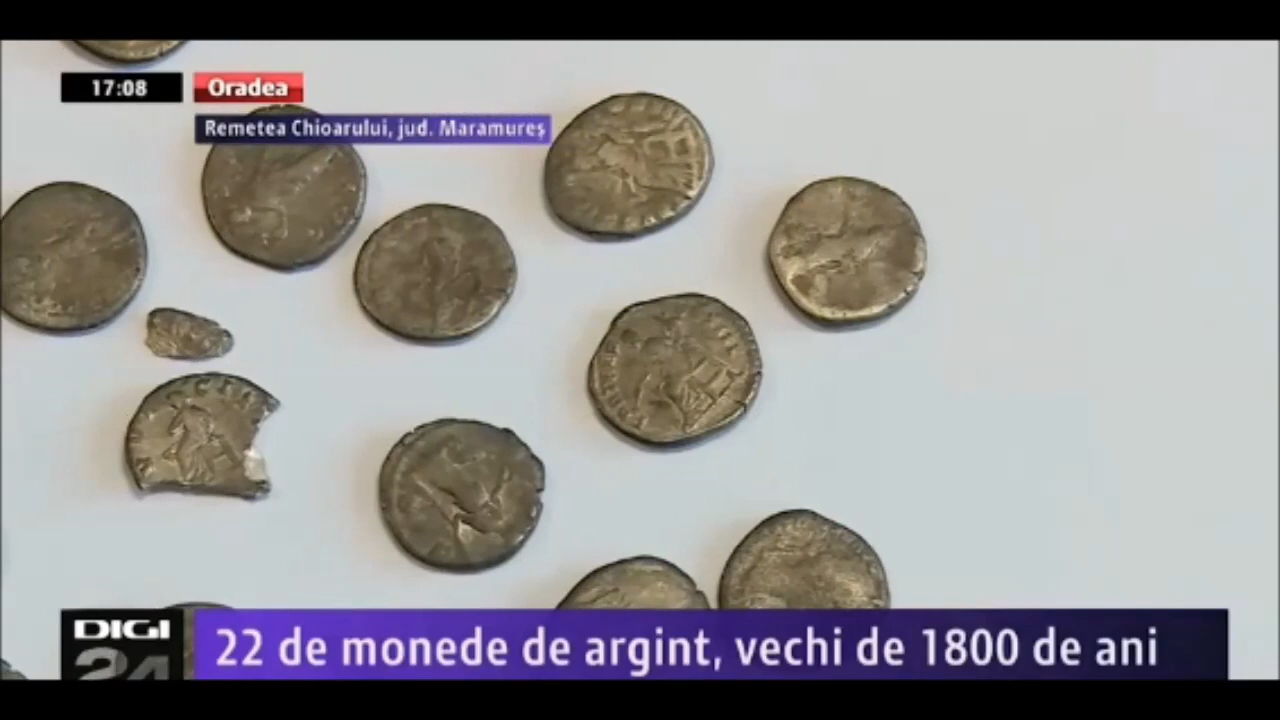 17:08
Oradea
Remetea Chioarului, jud. Maramureș
DIGI
24
22 de monede de argint, vechi de 1800 de ani